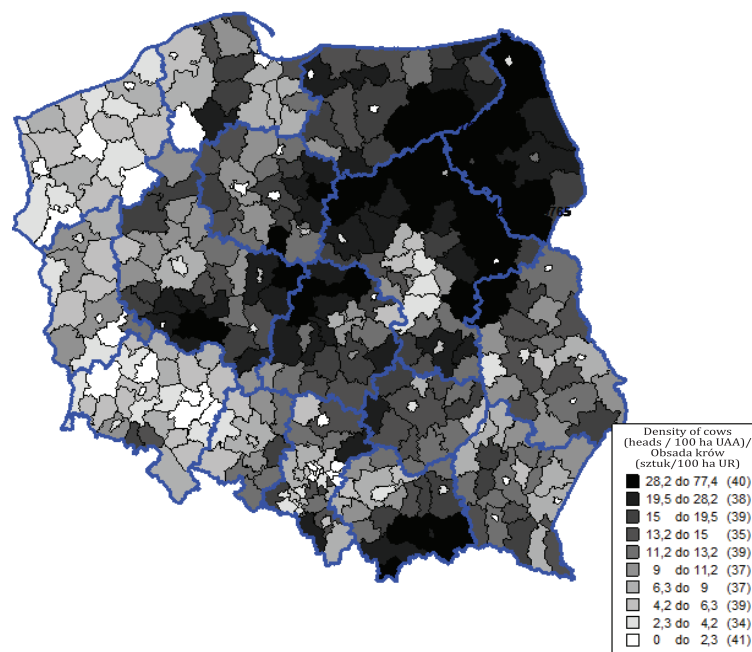 765
Density of cows
(heads / 100 ha UAA)/
Obsada krów
(sztuk/100 ha UR)
28,2 do 77,4 (40)
19,5 do 28,2 (38)
15 do 19,5 (39)
13,2 do 15 (35)
11,2 do 13,2 (39)
9 do 11,2 (37)
6,3 do 9 (37)
4,2 do 6,3 (39)
2,3 do 4,2 (34)
0 do 2,3 (41)